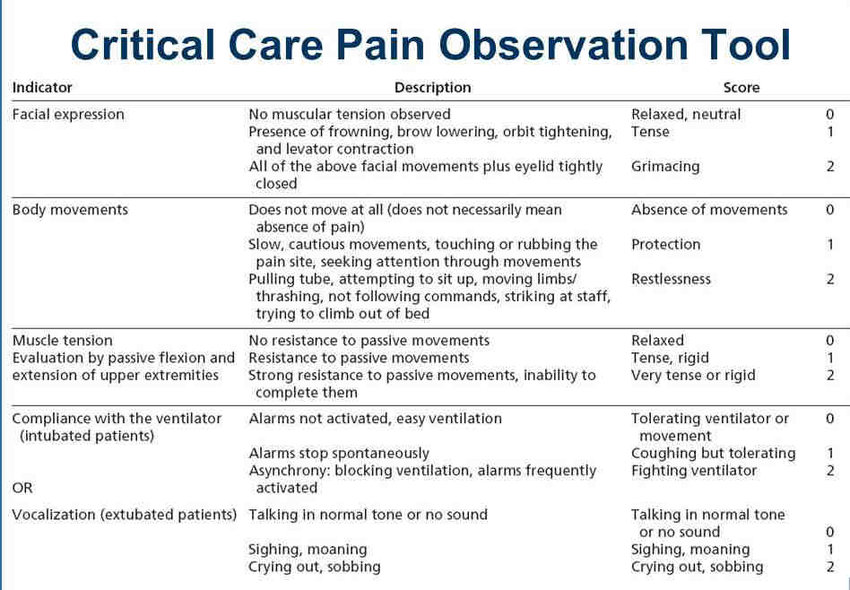 Critical Care Pain Observation Tool
Indicator Description Score
Facial expression No muscular tension observed Relaxed, neutral 0
Presence of frowning, brow lowering, orbit tightening, Tense 1
and levator contraction
All of the above facial movements plus eyelid tightly Grimacing 2
closed
Body movements Does not move at all (does not necessarily mean Absence of movements 0
absence of pain)
Slow, cautious movements, touching or rubbing the Protection 1
pain site, seeking attention through movements
Pulling tube, attempting to sit up, moving limbs/ Restlessness 2
thrashing, not following commands, striking at staff,
trying to climb out of bed
Muscle tension No resistance to passive movements Relaxed 0
Evaluation by passive flexion and Resistance to passive movements Tense, rigid 1
extension of upper extremities Strong resistance to passive movements, inability to Very tense or rigid 2
complete them
Compliance with the ventilator Alarms not activated, easy ventilation Tolerating ventilator or 0
(intubated patients) movement
Alarms stop spontaneously Coughing but tolerating 1
Asynchrony: blocking ventilation, alarms frequently Fighting ventilator 2
OR activated
Vocalization (extubated patients) Talking in normal tone or no sound Talking in normal tone
or no sound 0
Sighing, moaning Sighing, moaning 1
Crying out, sobbing Crying out, sobbing 2